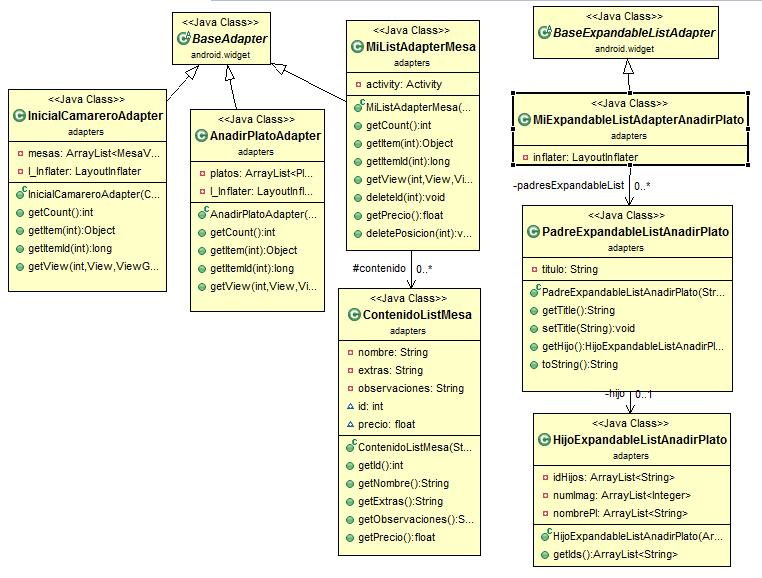 <<Java Class>>
BaseAdapter
android.widget
<<Java Class>>
MiListAdapterMesa
adapters
activity: Activity
MiListAdapterMesa(...
getCount():int
getItem(int):Object
getItemId(int):long
getView(int,View,Vi...
deleteId(int):void
getPrecio():float
deletePosicion(int):v...
<<Java Class>>
BaseExpandableListAdapter
android.widget
<<Java Class>>
InicialCamareroAdapter
adapters
mesas: ArrayList<MesaV...
l_Inflater: LayoutInflater
InicialCamareroAdapter(C...
getCount():int
getItem(int):Object
getItemId(int):long
getView(int,View,ViewG...
<<Java Class>>
AnadirPlatoAdapter
adapters
platos: ArrayList<Pl...
l_Inflater: LayoutInfl...
AnadirPlatoAdapter(...
getCount():int
getItem(int):Object
getItemId(int):long
getView(int,View,Vi...
<<Java Class>>
MiExpandableListAdapterAnadirPlato
adapters
inflater: LayoutInflater
-padresExpandableList 0..*
<<Java Class>>
PadreExpandableListAnadirPlato
adapters
titulo: String
PadreExpandableListAnadirPlato(Str...
getTitle():String
setTitle(String):void
getHijo():HijoExpandableListAnadirPl...
toString():String
#contenido 0..*
<<Java Class>>
ContenidoListMesa
adapters
nombre: String
extras: String
observaciones: String
id: int
precio: float
ContenidoListMesa(St...
getId():int
getNombre():String
getExtras():String
getObservaciones():S...
getPrecio():float
-hijo 0..1
<<Java Class>>
HijoExpandableListAnadirPlato
adapters
idHijos: ArrayList<String>
numImag: ArrayList<Integer>
nombrePl: ArrayList<String>
HijoExpandableListAnadirPlato(Ar...
getIds():ArrayList<String>